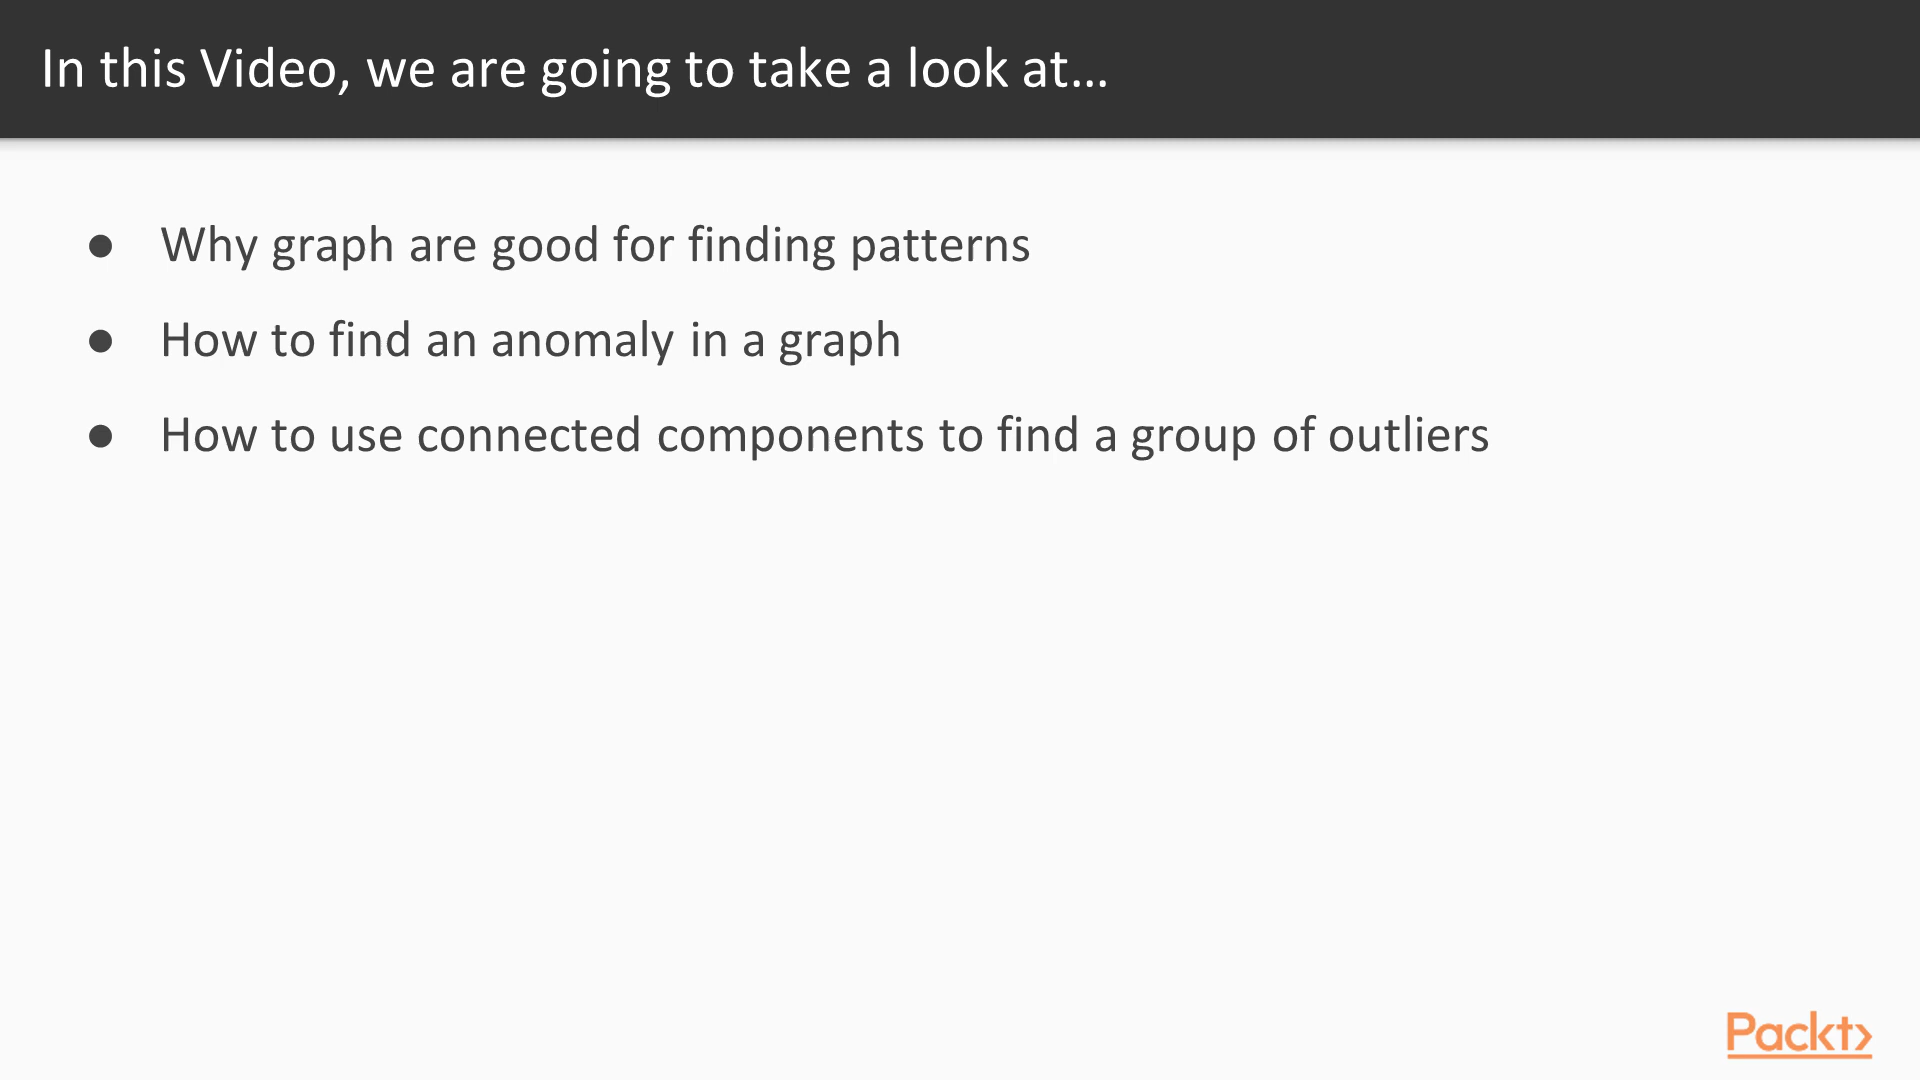 In this Video, we are going to take a look at...
● Why graph are good for finding patterns
● How to find an anomaly in a graph
● How to use connected components to find a group of outliers
Packt>